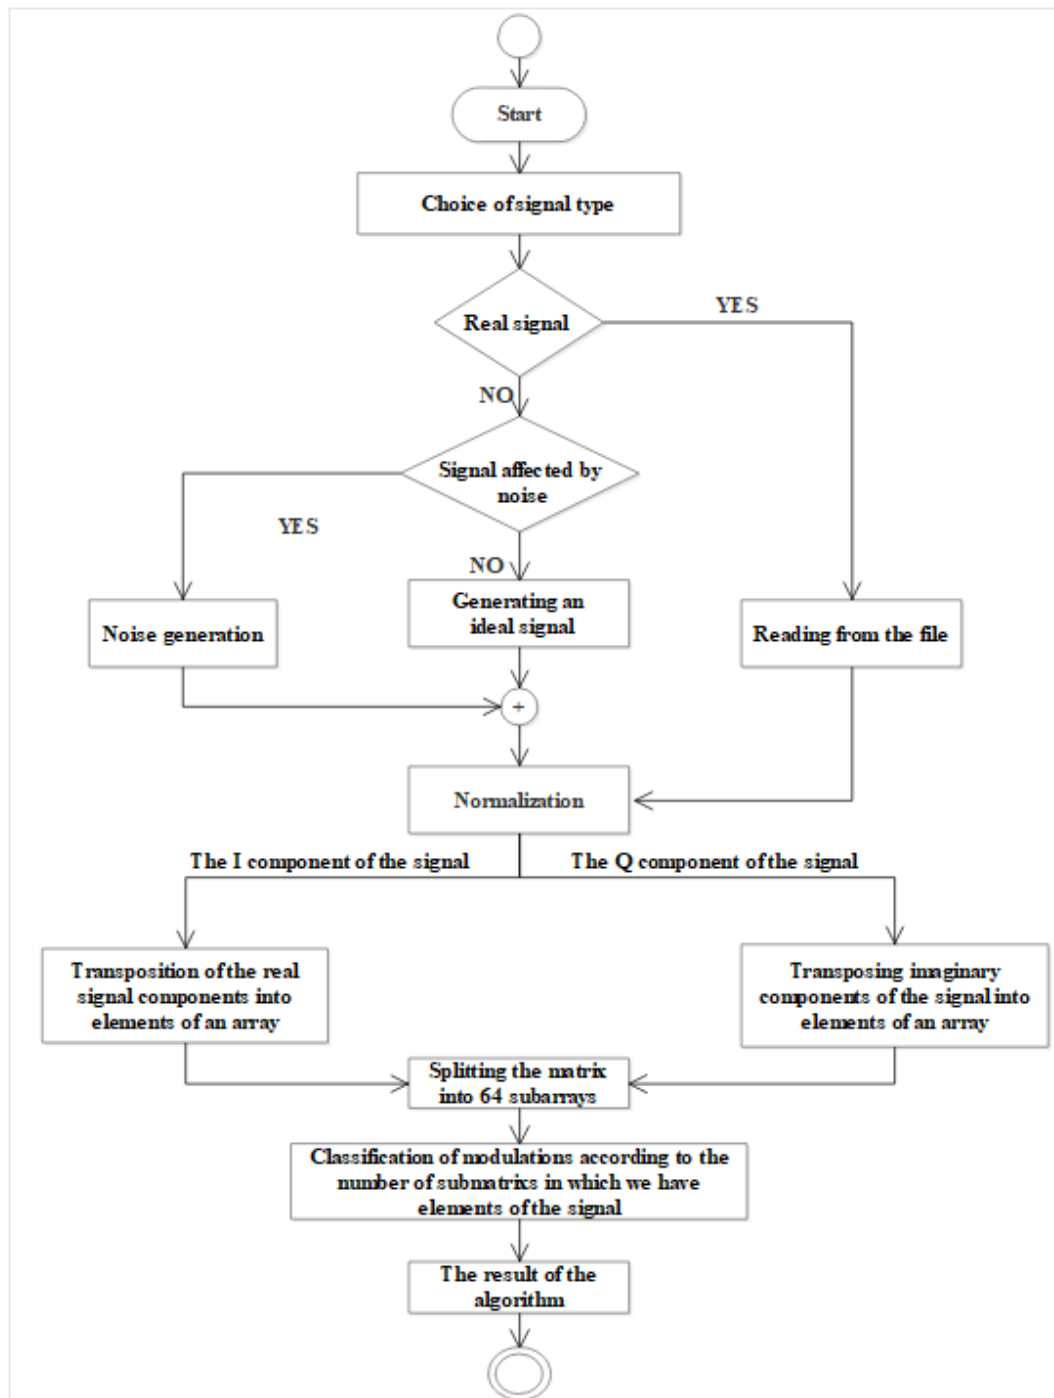 Start
Choice of signal type
Real signal
YES
NO
Signal affected by
noise
YES
NO
Generating an
ideal signal
Noise generation
Reading from the file
+
Normalization
The I component of the signal
The Q component of the signal
Transposition of the real
signal components into
elements of an array
Transposing imaginary
components of the signal into
elements of an array
Splitting the matrix
into 64 subarrays
Classification of modulations according to the
number of submatrixs in which we have
elements of the signal
The result of the
algorithm